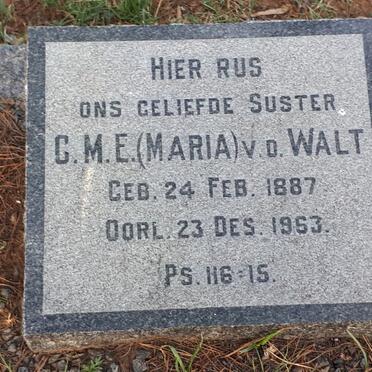 HIER RUS
ONS GELIEFDE SUSTER
C.M.E.(MARIA) V.D. WALT
GEB. 24 FEB. 1887
OORL. 23 DES. 1963.
PS. 116-15.